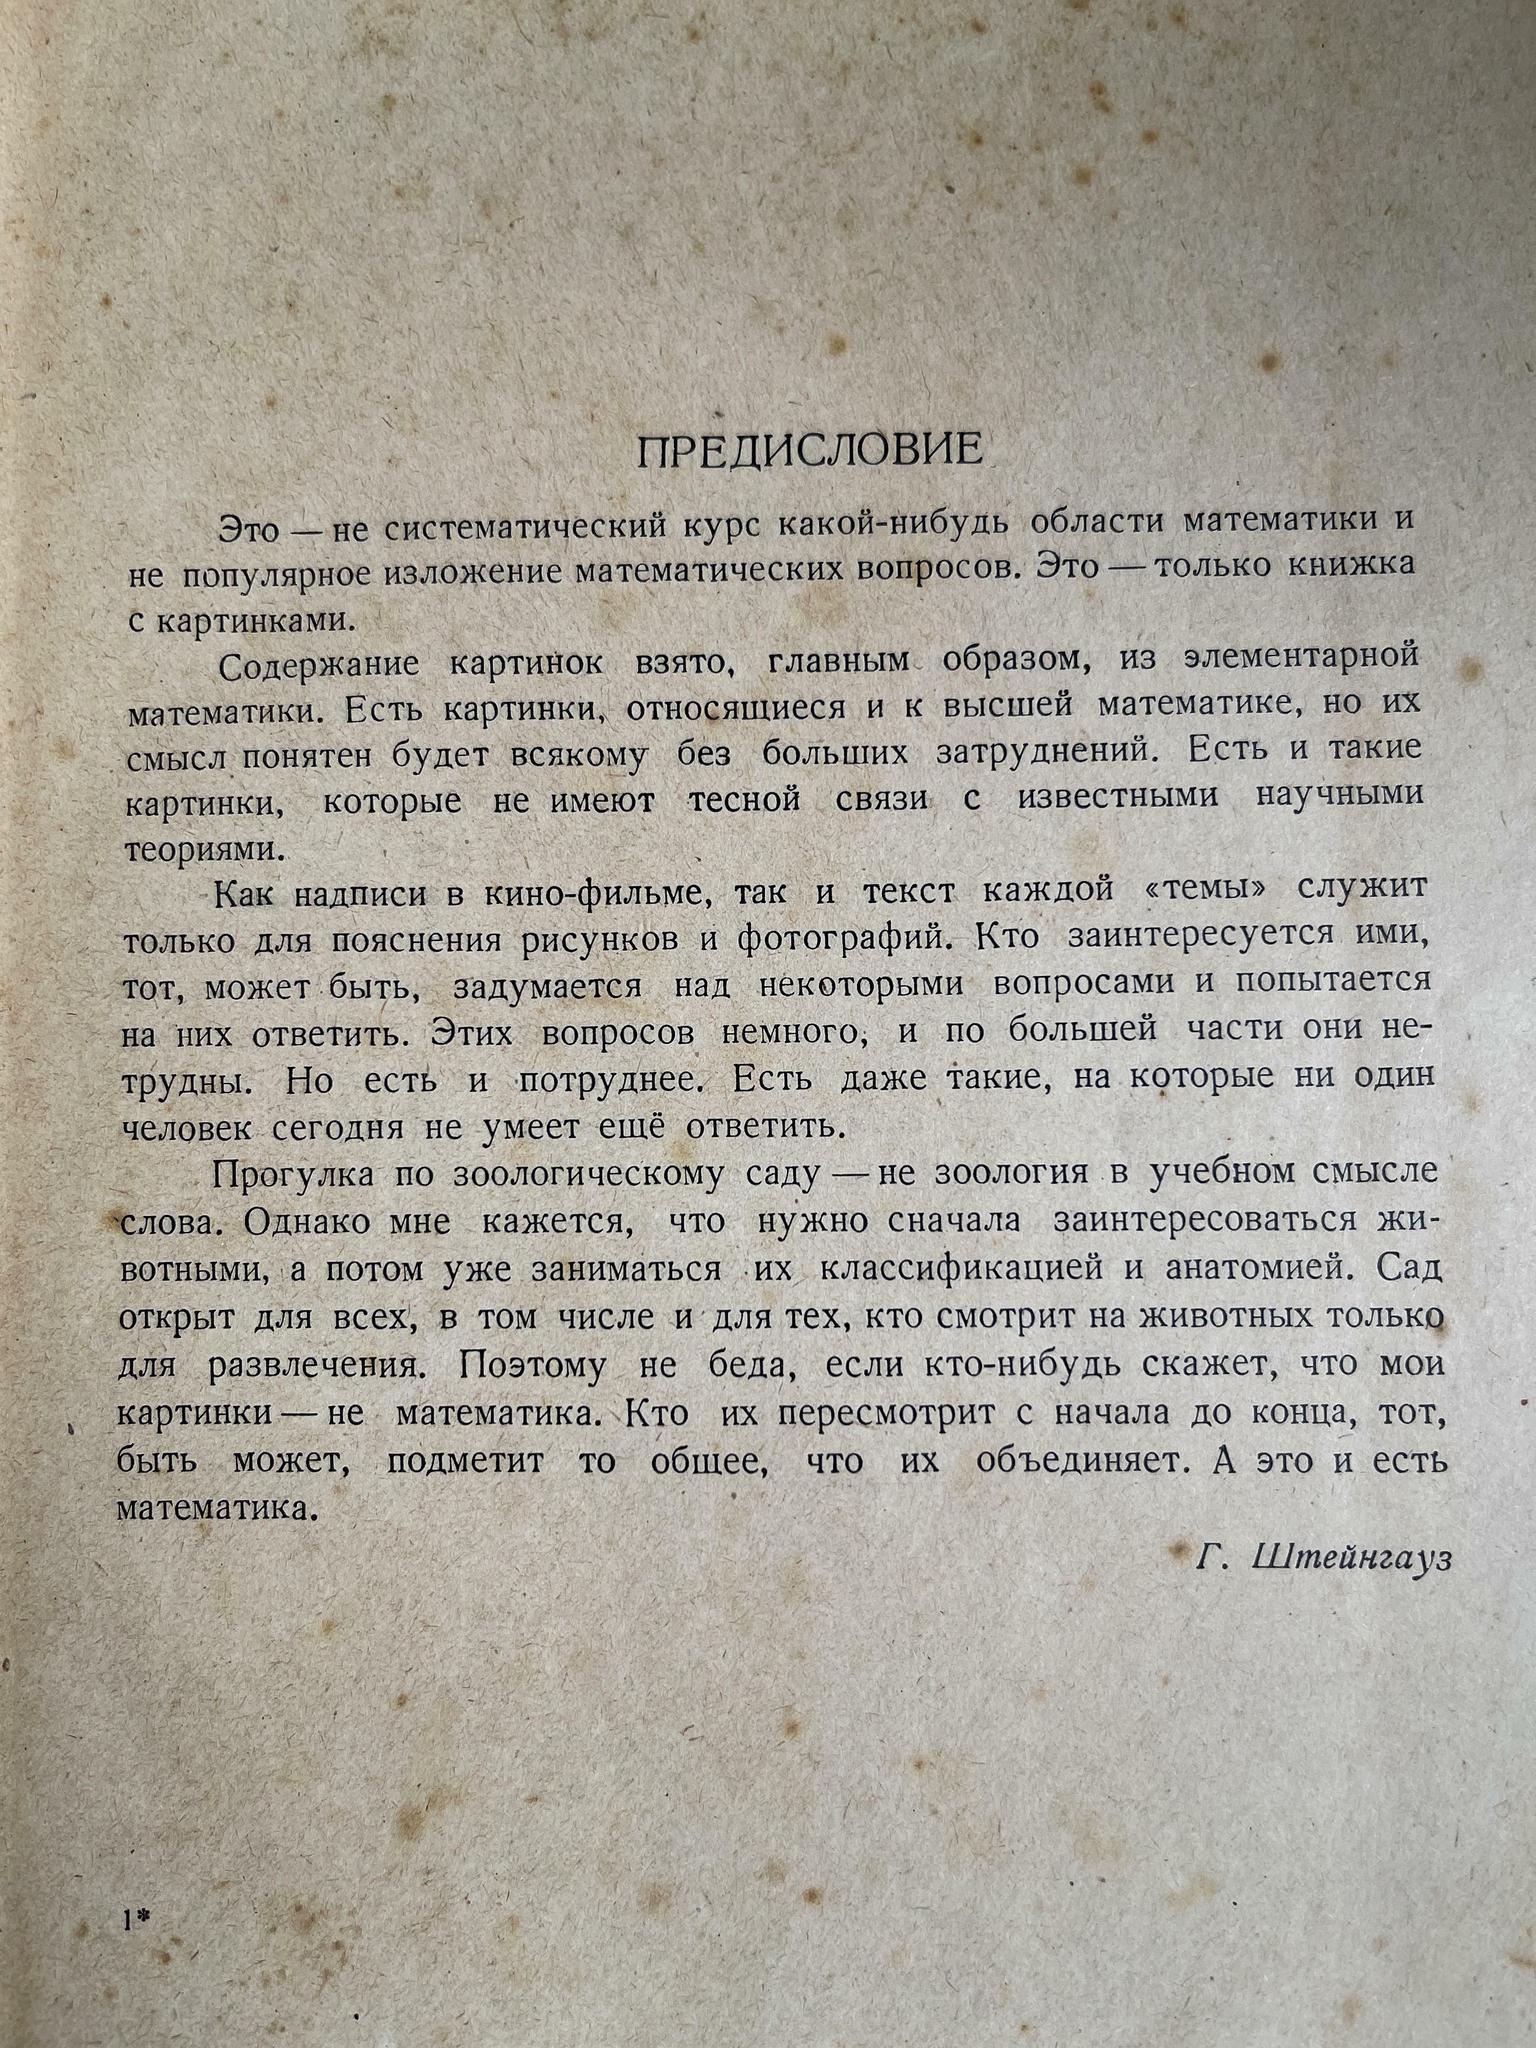 ПРЕДИСЛОВИЕ
Это — не систематический курс какой-нибудь области математики и
не популярное изложение математических вопросов. Это — только книжка
с картинками.
Содержание картинок взято, главным образом, из элементарной
математики. Есть картинки, относящиеся и к высшей математике, но их
смысл понятен будет всякому без больших затруднений. Есть и такие
картинки, которые не имеют тесной связи с известными научными
теориями.
Как надписи в кино-фильме, так и текст каждой «темы» служит
только для пояснения рисунков и фотографий. Кто заинтересуется ими,
тот, может быть, задумается над некоторыми вопросами и попытается
на них ответить. Этих вопросов немного, и по большей части они не-
трудны. Но есть и потруднее. Есть даже такие, на которые ни один
человек сегодня не умеет ещё ответить.
Прогулка по зоологическому саду — не зоология в учебном смысле
слова. Однако мне кажется, что нужно сначала заинтересоваться жи-
вотными, а потом уже заниматься их классификацией и анатомией. Сад
открыт для всех, в том числе и для тех, кто смотрит на животных только
для развлечения. Поэтому не беда, если кто-нибудь скажет, что мои
картинки — не математика. Кто их пересмотрит с начала до конца, тот,
быть может, подметит то общее, что их объединяет. А это и есть
математика.
Г. Штейнгауз
1*